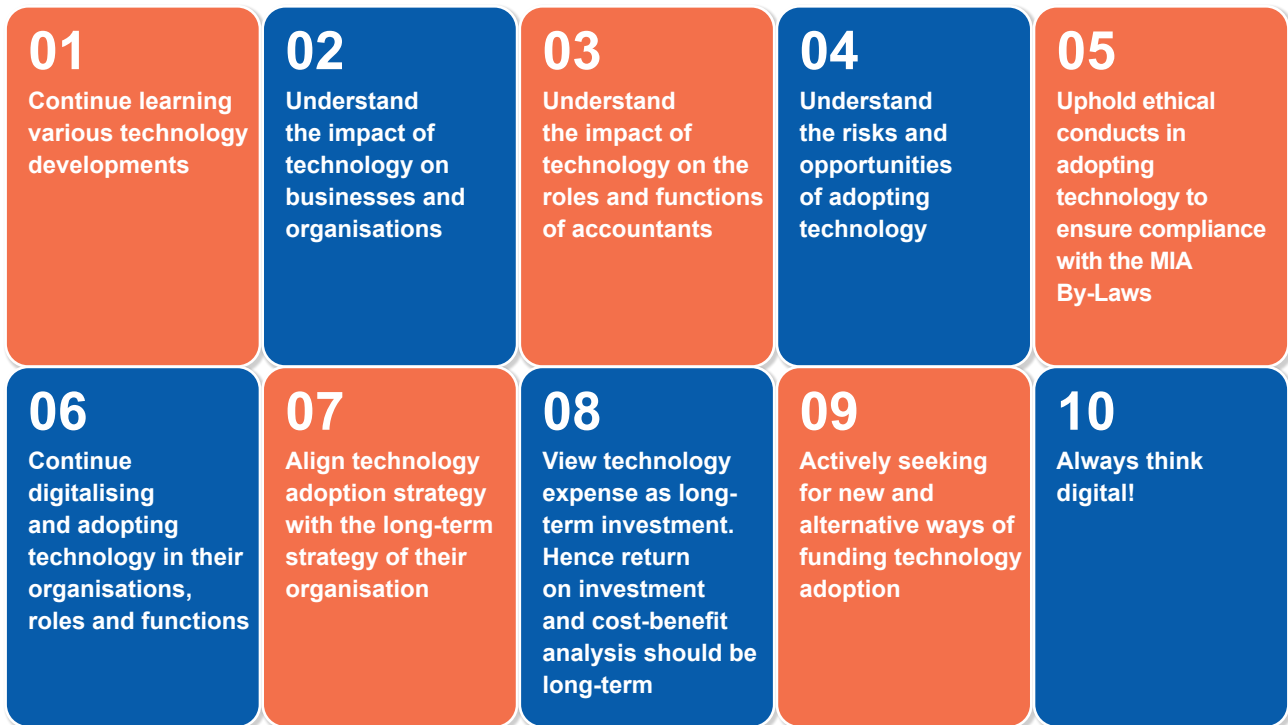 01
Continue learning
various technology
developments
02
Understand
the impact of
technology on
businesses and
organisations
03
Understand
the impact of
technology on the
roles and functions
of accountants
04
Understand
the risks and
opportunities
of adopting
technology
05
Uphold ethical
conducts in
adopting
technology to
ensure compliance
with the MIA
By-Laws
06
Continue
digitalising
and adopting
technology in their
organisations,
roles and functions
07
Align technology
adoption strategy
with the long-term
strategy of their
organisation
08
View technology
expense as long-
term investment.
Hence return
on investment
and cost-benefit
analysis should be
long-term
09
Actively seeking
for new and
alternative ways of
funding technology
adoption
10
Always think
digital!